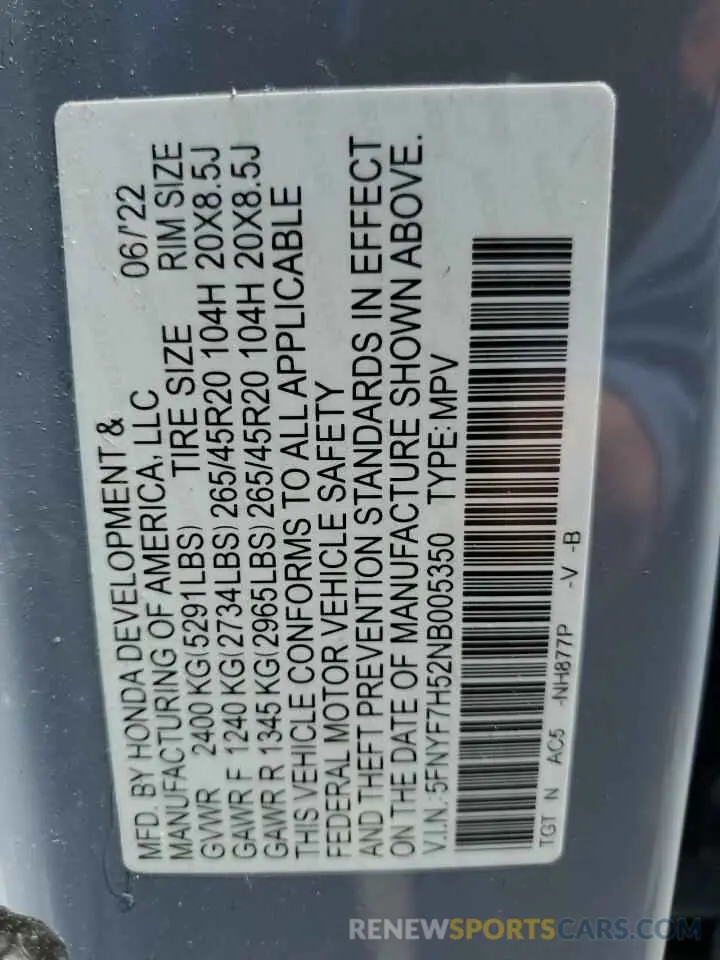 MFD. BY HONDA DEVELOPMENT &
MANUFACTURING OF AMERICA, LLC 06/'22
GVWR 2400 KG(5291LBS) TIRE SIZE RIM SIZE
GAWR F 1240 KG(2734LBS) 265/45R20 104H 20X8.5J
GAWR R 1345 KG(2965LBS) 265/45R20 104H 20X8.5J
THIS VEHICLE CONFORMS TO ALL APPLICABLE
FEDERAL MOTOR VEHICLE SAFETY
AND THEFT PREVENTION STANDARDS IN EFFECT
ON THE DATE OF MANUFACTURE SHOWN ABOVE.
V.I.N.: 5FNYF7H52NB005350 TYPE: MPV
TGT N AC5 -NH877P -V -B
RENEWSPORTSCARS.COM